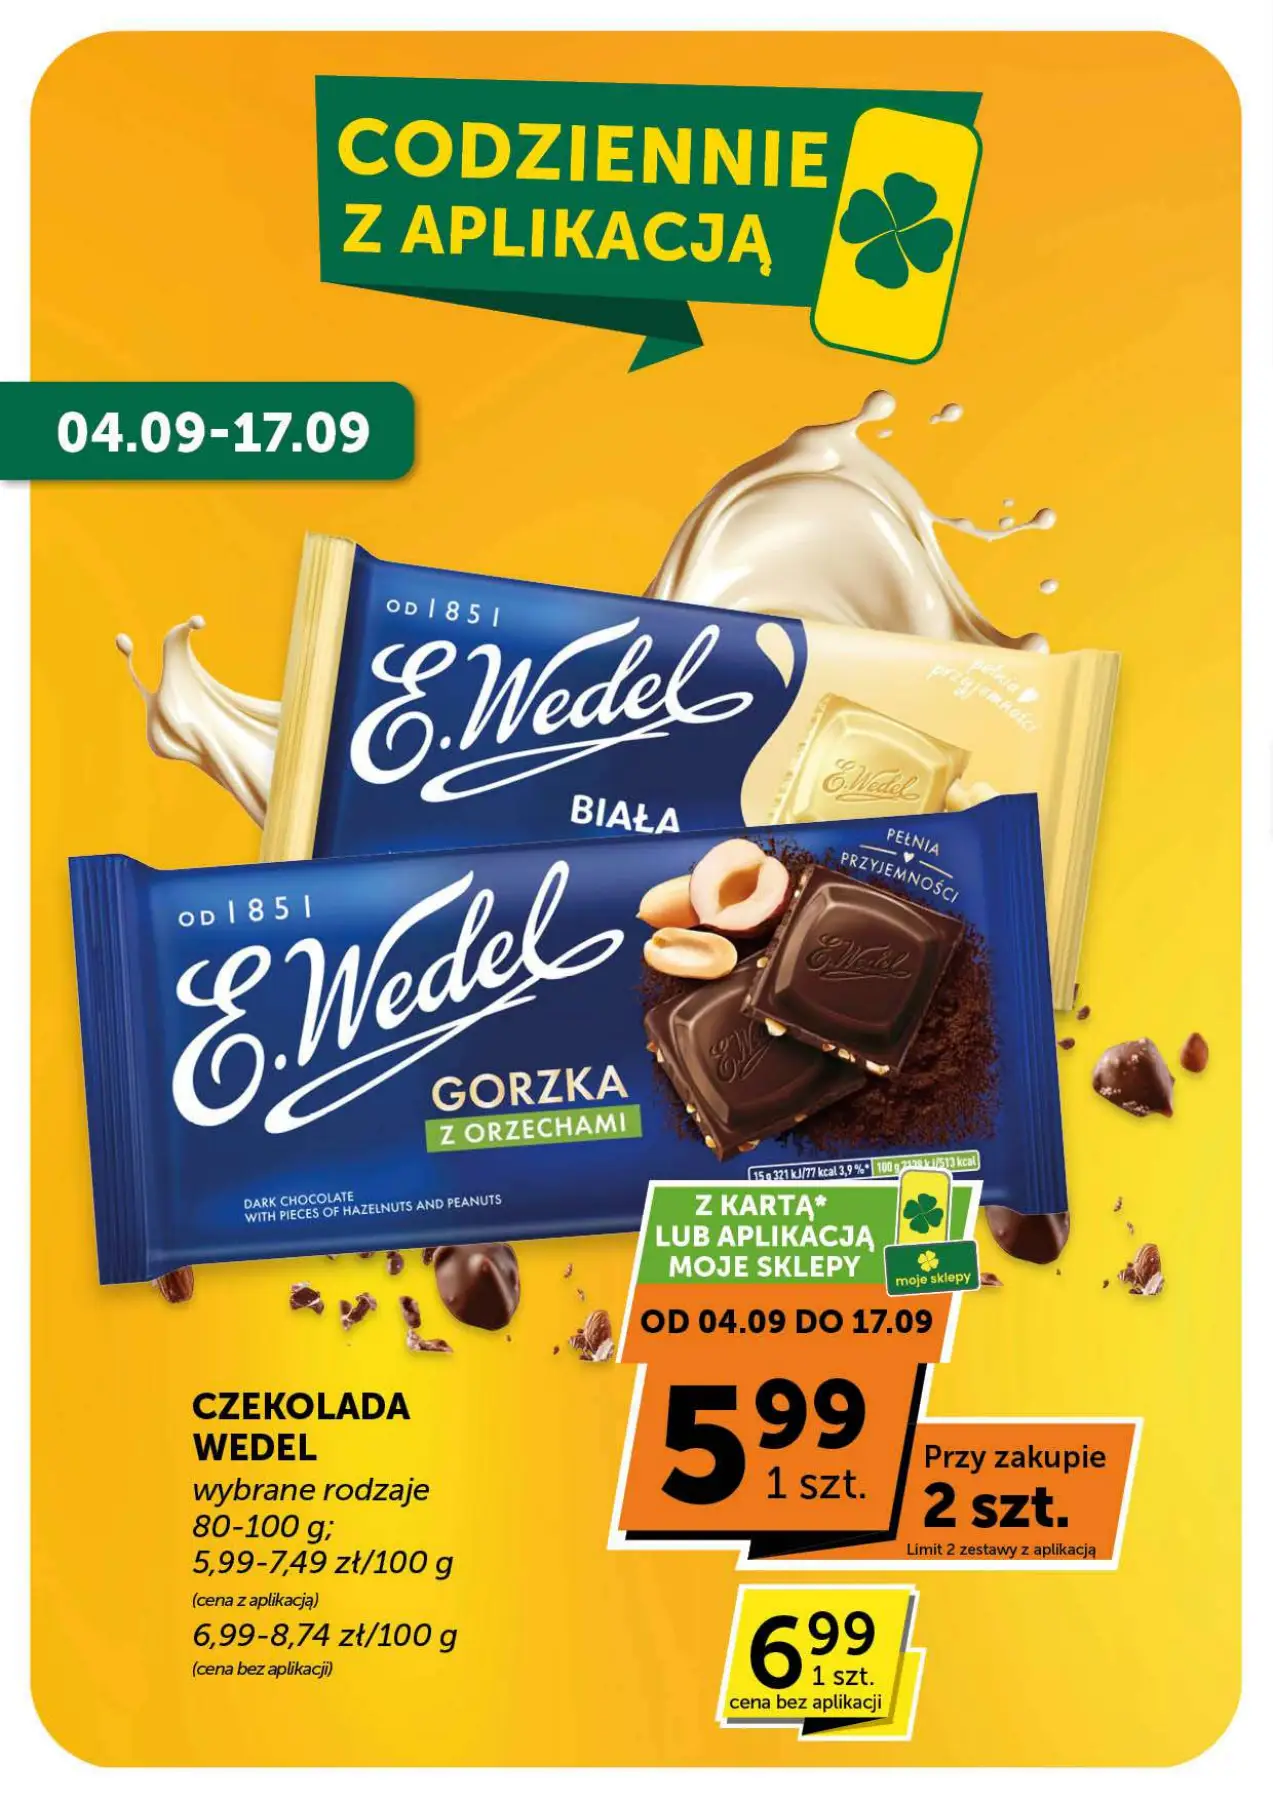 CODZIENNIE
Z APLIKACJĄ
04.09-17.09
OD 1851
E.Wedel
pełnia
przyjemności
E.Wedel
BIAŁA
PEŁNIA
PRZYJEMNOŚCI
OD 1851
E.Wedel
E.Wedel
GORZKA
Z ORZECHAMI
DARK CHOCOLATE
WITH PIECES OF HAZELNUTS AND PEANUTS
15 g 321 kJ/77 kcal 3,9 %* 100 g 2138 kJ/513 kcal
Z KARTĄ*
LUB APLIKACJĄ
MOJE SKLEPY
moje sklepy
OD 04.09 DO 17.09
5 99
1 szt.
Przy zakupie
2 szt.
Limit 2 zestawy z aplikacją
CZEKOLADA
WEDEL
wybrane rodzaje
80-100 g;
5,99-7,49 zł/100 g
(cena z aplikacją)
6,99-8,74 zł/100 g
(cena bez aplikacji)
6 99
1 szt.
cena bez aplikacji